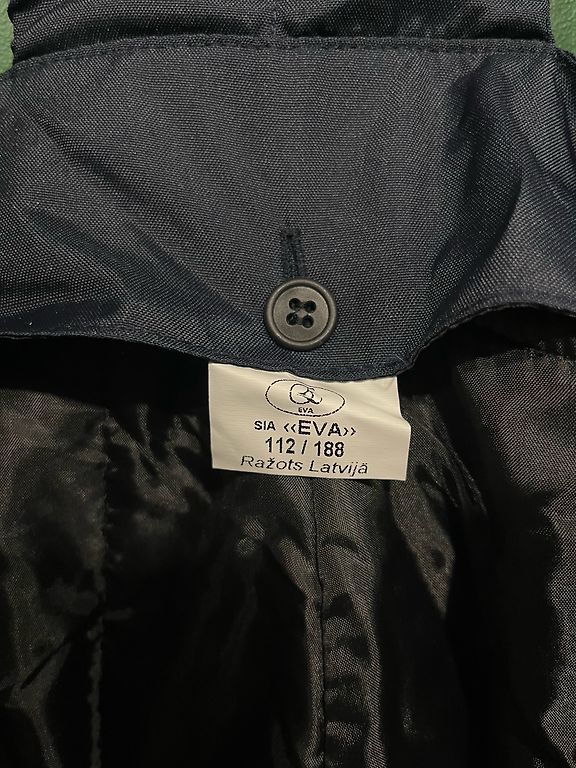 EVA
SIA «EVA»
112 / 188
Ražots Latvijā